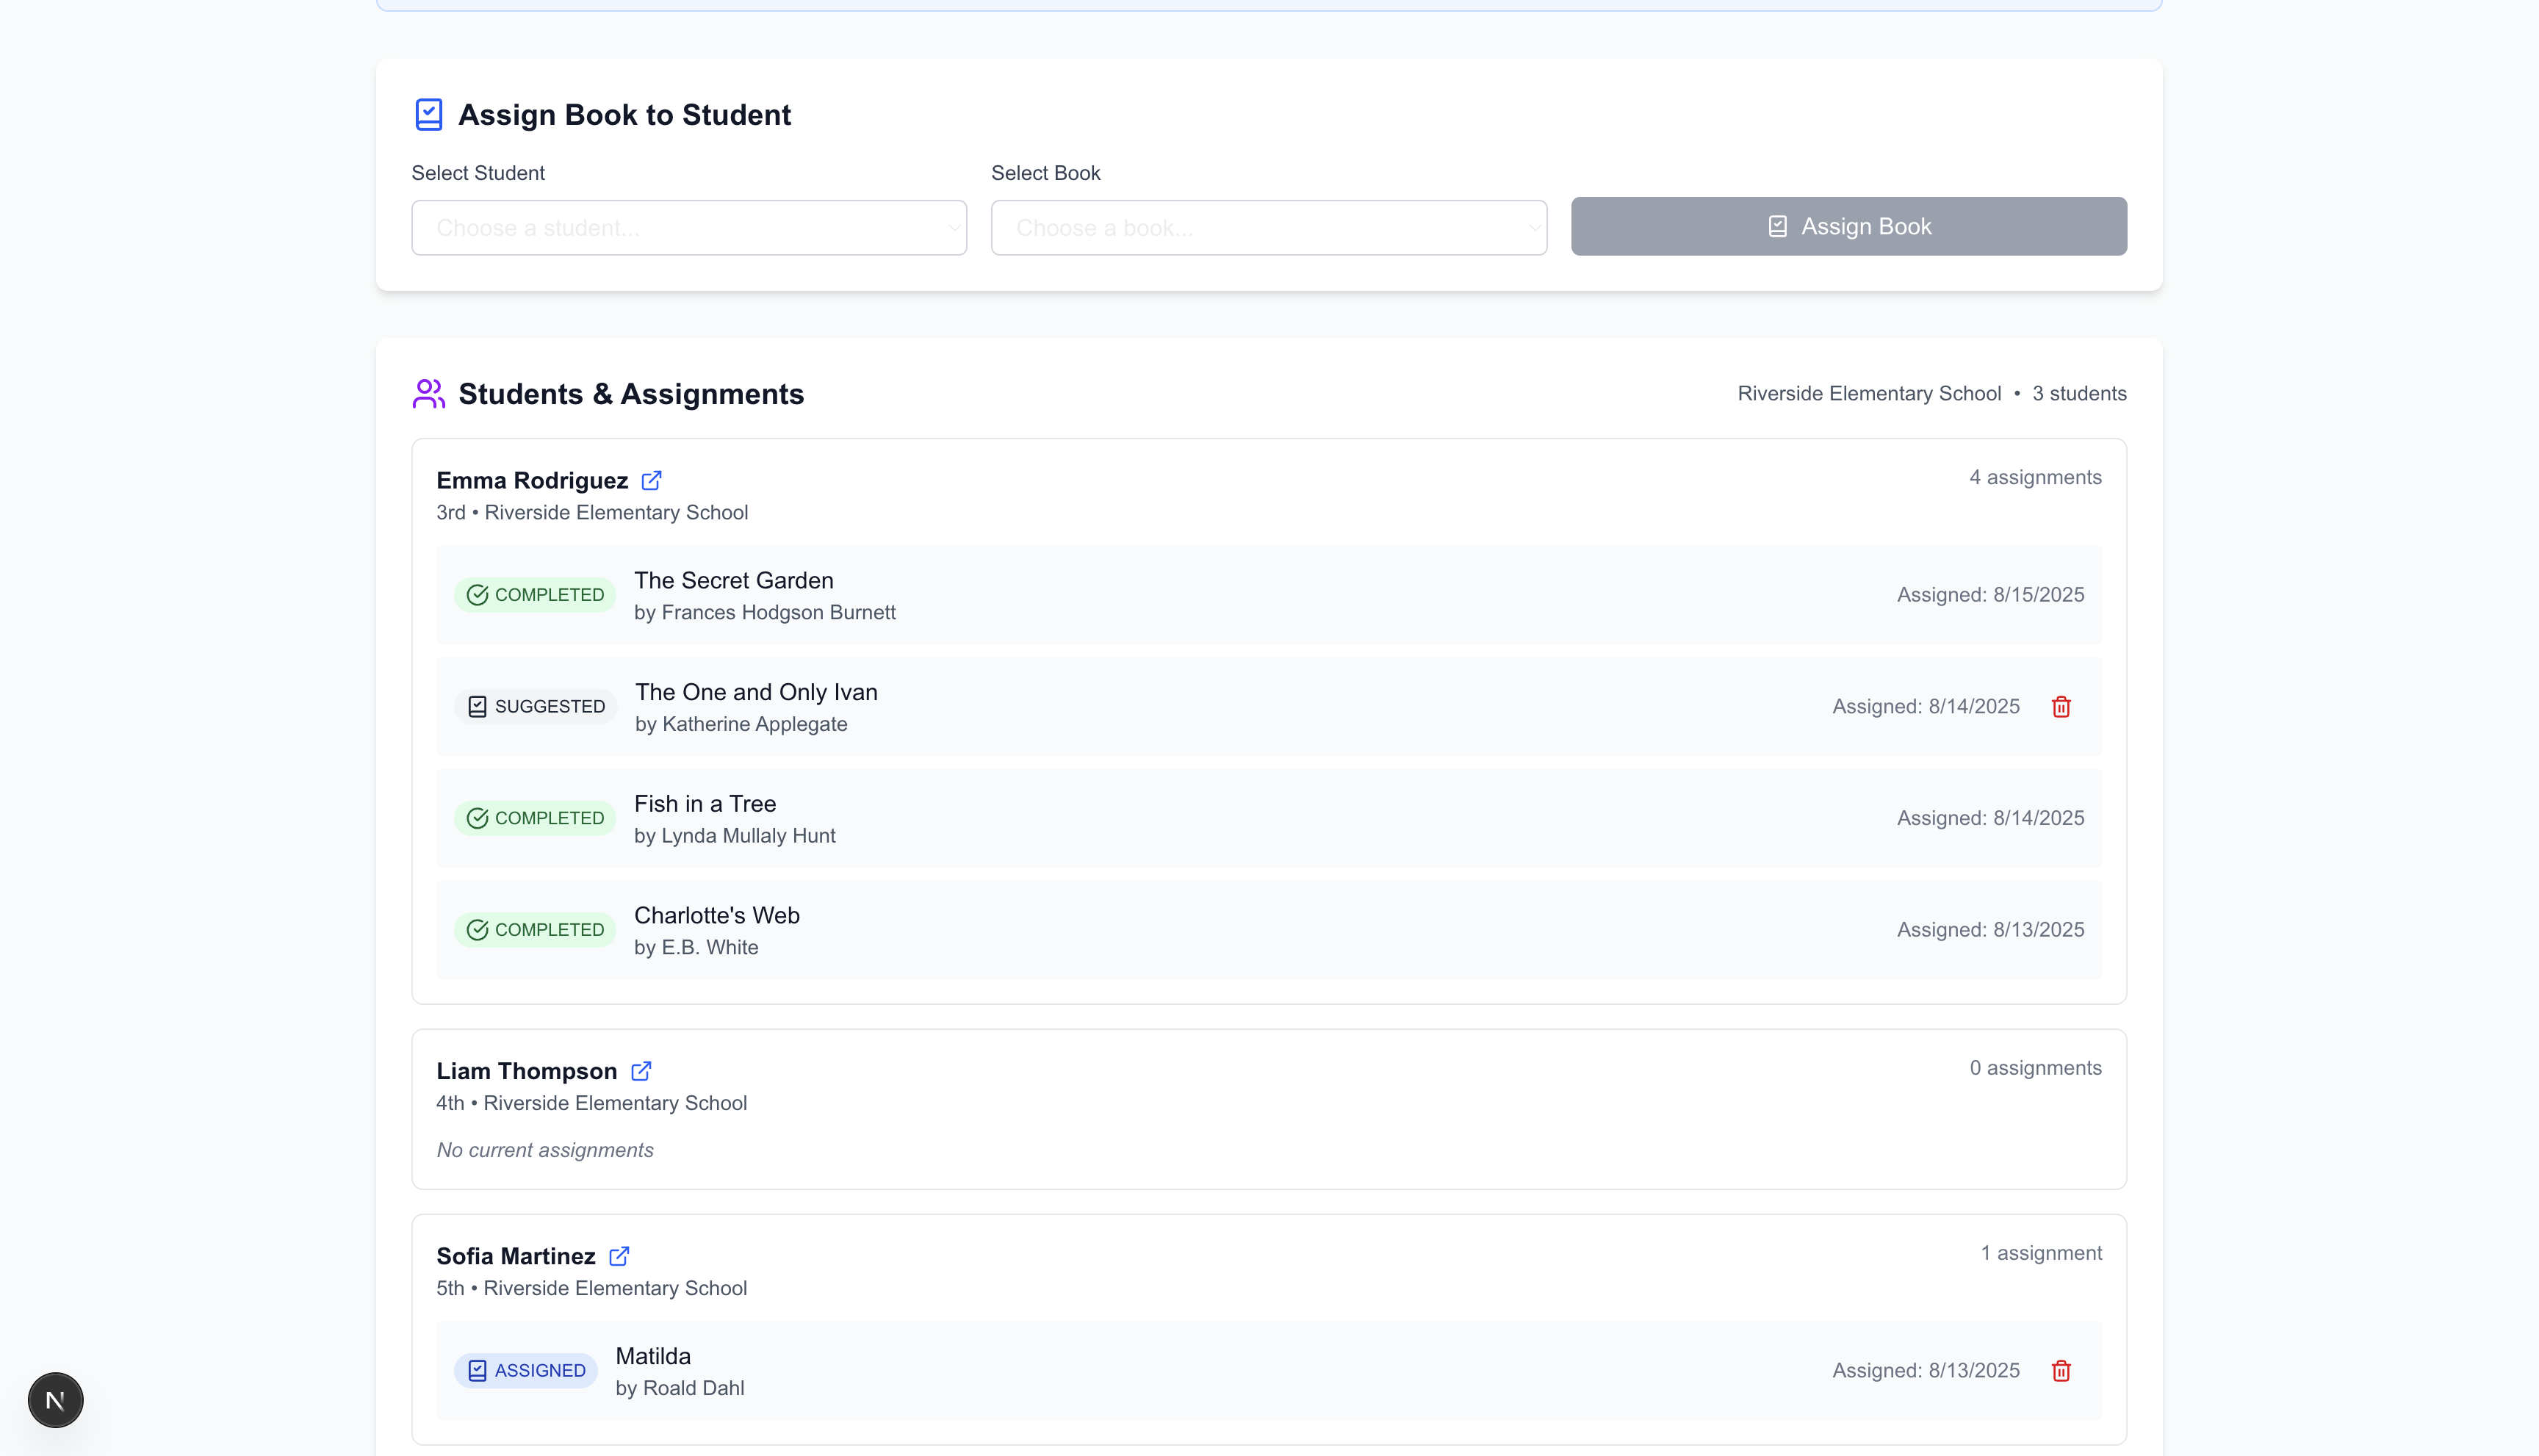 Assign Book to Student
Select Student
Select Book
Choose a student...
Choose a book...
Assign Book
Students & Assignments
Riverside Elementary School • 3 students
Emma Rodriguez
4 assignments
3rd • Riverside Elementary School
COMPLETED
The Secret Garden
by Frances Hodgson Burnett
Assigned: 8/15/2025
SUGGESTED
The One and Only Ivan
by Katherine Applegate
Assigned: 8/14/2025
COMPLETED
Fish in a Tree
by Lynda Mullaly Hunt
Assigned: 8/14/2025
COMPLETED
Charlotte's Web
by E.B. White
Assigned: 8/13/2025
Liam Thompson
0 assignments
4th • Riverside Elementary School
No current assignments
Sofia Martinez
1 assignment
5th • Riverside Elementary School
ASSIGNED
Matilda
by Roald Dahl
Assigned: 8/13/2025
N